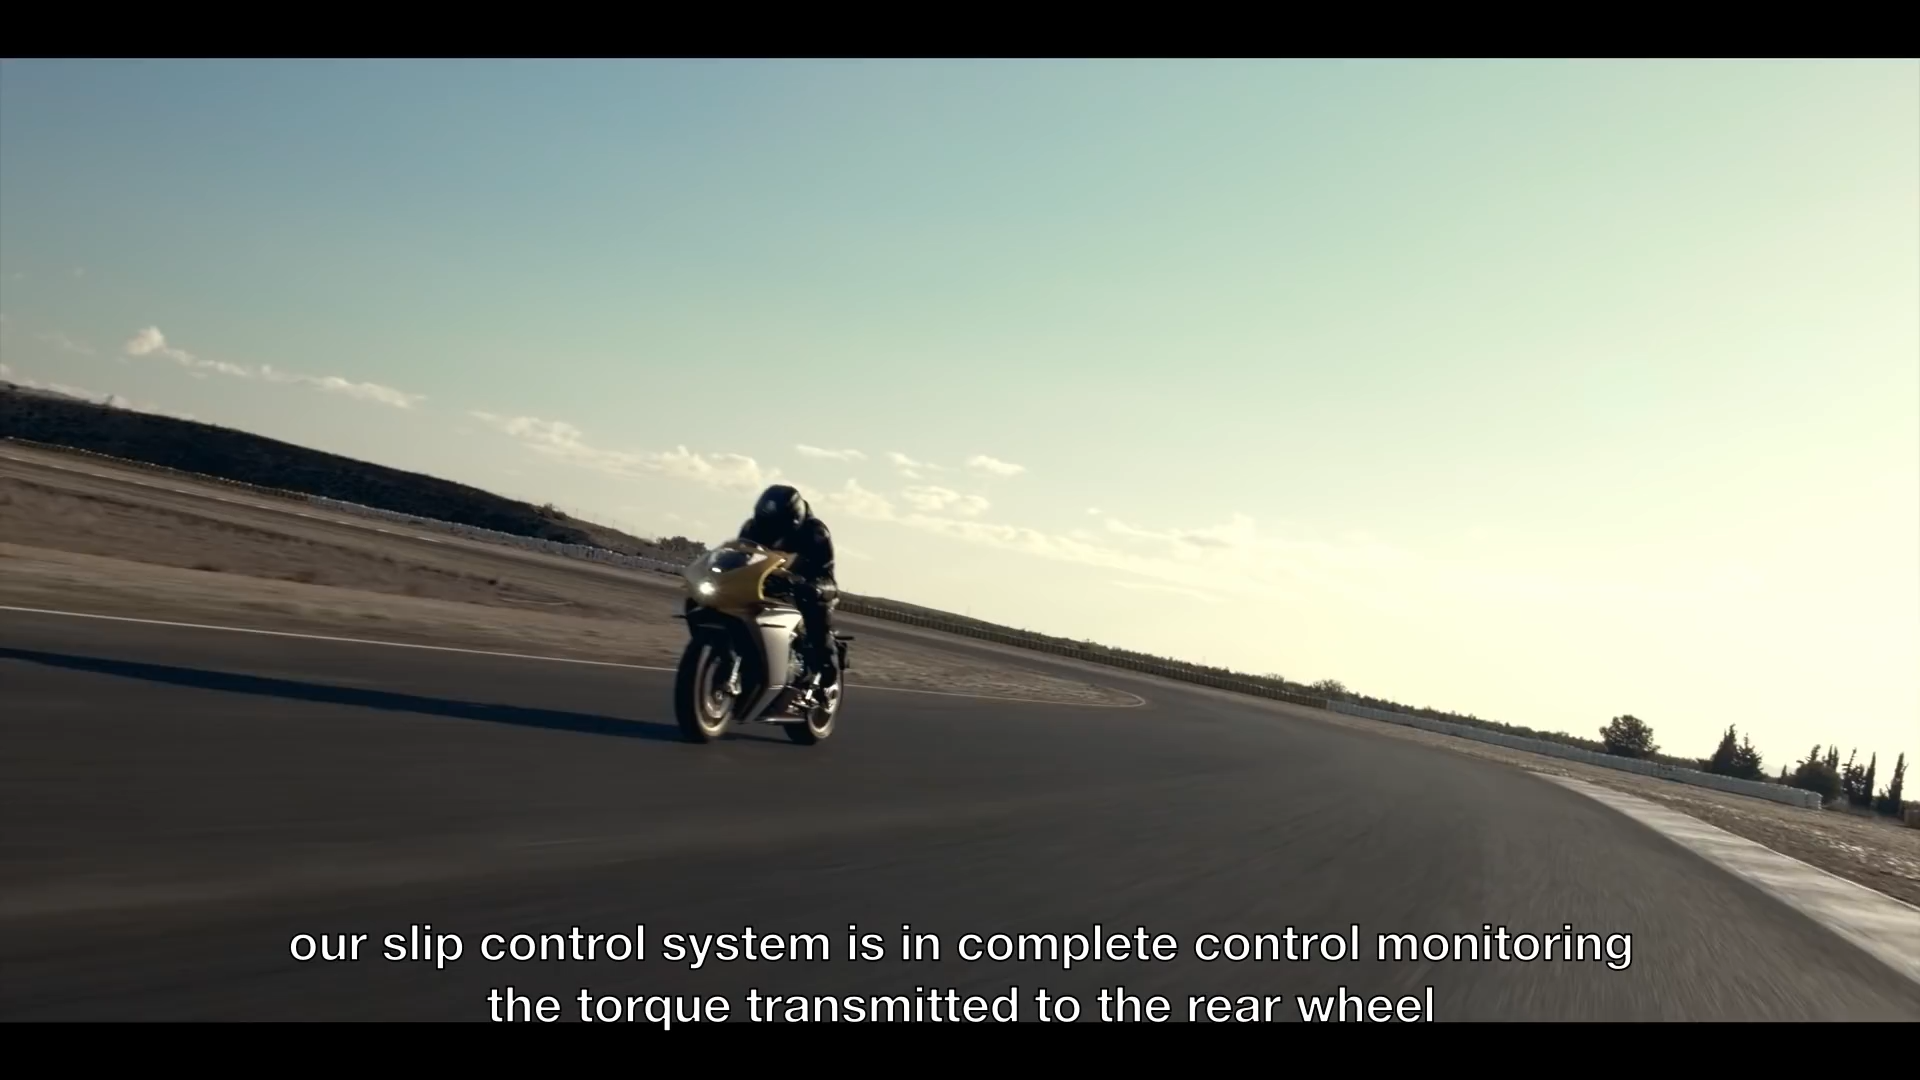 our slip control system is in complete control monitoring
the torque transmitted to the rear wheel